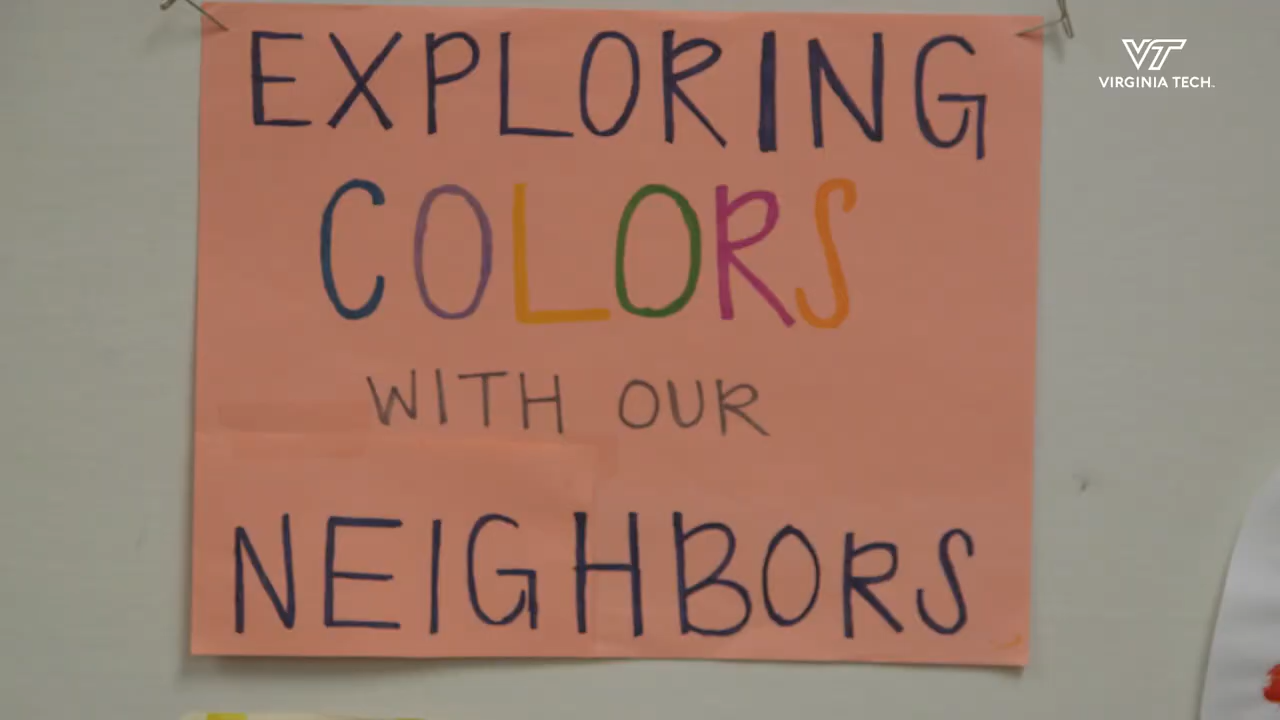 EXPLORING
COLORS
WITH OUR
NEIGHBORS
VT
VIRGINIA TECH